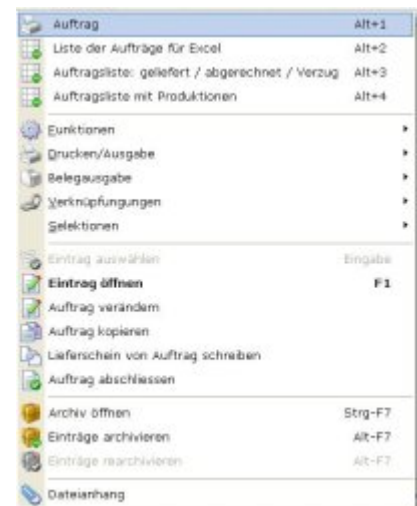 Auftrag Alt+1
Liste der Aufträge für Excel Alt+2
Auftragsliste: geliefert / abgerechnet / Verzug Alt+3
Auftragsliste mit Produktionen Alt+4
Funktionen
Drucken/Ausgabe
Belegausgabe
Verknüpfungungen
Selektionen
Eintrag auswählen Eingabe
Eintrag öffnen F1
Auftrag verändern
Auftrag kopieren
Lieferschein von Auftrag schreiben
Auftrag abschliessen
Archiv öffnen Strg-F7
Einträge archivieren Alt-F7
Einträge rearchivieren Alt-F7
Dateianhang